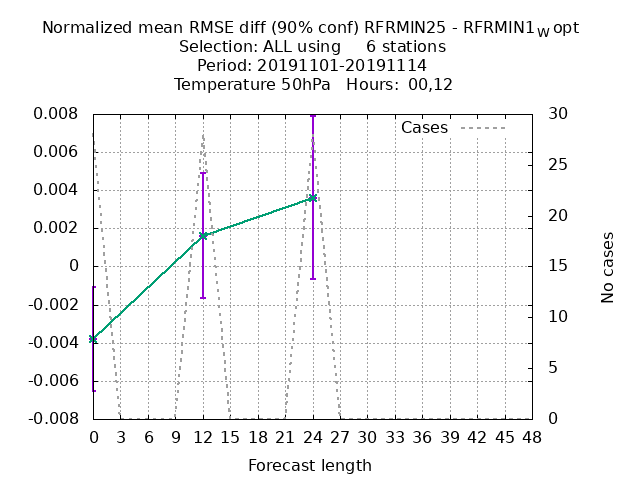 Normalized mean RMSE diff (90% conf) RFRMIN25 - RFRMIN1W opt
Selection: ALL using 6 stations
Period: 20191101-20191114
Temperature 50hPa Hours: 00,12
Cases
0.008
0.006
0.004
0.002
0
-0.002
-0.004
-0.006
-0.008
30
25
20
15
10
5
0
No cases
0 3 6 9 12 15 18 21 24 27 30 33 36 39 42 45 48
Forecast length